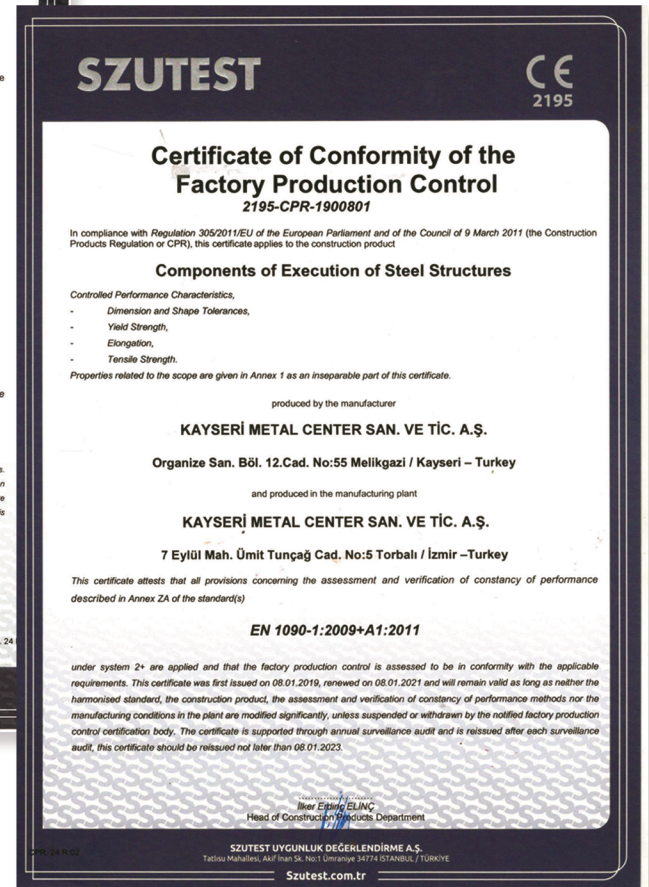 SZUTEST
CE
2195
Certificate of Conformity of the
Factory Production Control
2195-CPR-1900801
In compliance with Regulation 305/2011/EU of the European Parliament and of the Council of 9 March 2011 (the Construction
Products Regulation or CPR), this certificate applies to the construction product
Components of Execution of Steel Structures
Controlled Performance Characteristics,
- Dimension and Shape Tolerances,
- Yield Strength,
- Elongation,
- Tensile Strength.
Properties related to the scope are given in Annex 1 as an inseparable part of this certificate.
produced by the manufacturer
KAYSERİ METAL CENTER SAN. VE TİC. A.Ş.
Organize San. Böl. 12.Cad. No:55 Melikgazi / Kayseri – Turkey
and produced in the manufacturing plant
KAYSERİ METAL CENTER SAN. VE TİC. A.Ş.
7 Eylül Mah. Ümit Tunçağ Cad. No:5 Torbalı / İzmir –Turkey
This certificate attests that all provisions concerning the assessment and verification of constancy of performance
described in Annex ZA of the standard(s)
EN 1090-1:2009+A1:2011
under system 2+ are applied and that the factory production control is assessed to be in conformity with the applicable
requirements. This certificate was first issued on 08.01.2019, renewed on 08.01.2021 and will remain valid as long as neither the
harmonised standard, the construction product, the assessment and verification of constancy of performance methods nor the
manufacturing conditions in the plant are modified significantly, unless suspended or withdrawn by the notified factory production
control certification body. The certificate is supported through annual surveillance audit and is reissued after each surveillance
audit, this certificate should be reissued not later than 08.01.2023.
İlker Erdinç ELİNÇ
Head of Construction Products Department
CPR. 24 R:02
SZUTEST UYGUNLUK DEĞERLENDİRME A.Ş.
Tatlısu Mahallesi, Akif İnan Sk. No:1 Ümraniye 34774 İSTANBUL / TÜRKİYE
Szutest.com.tr